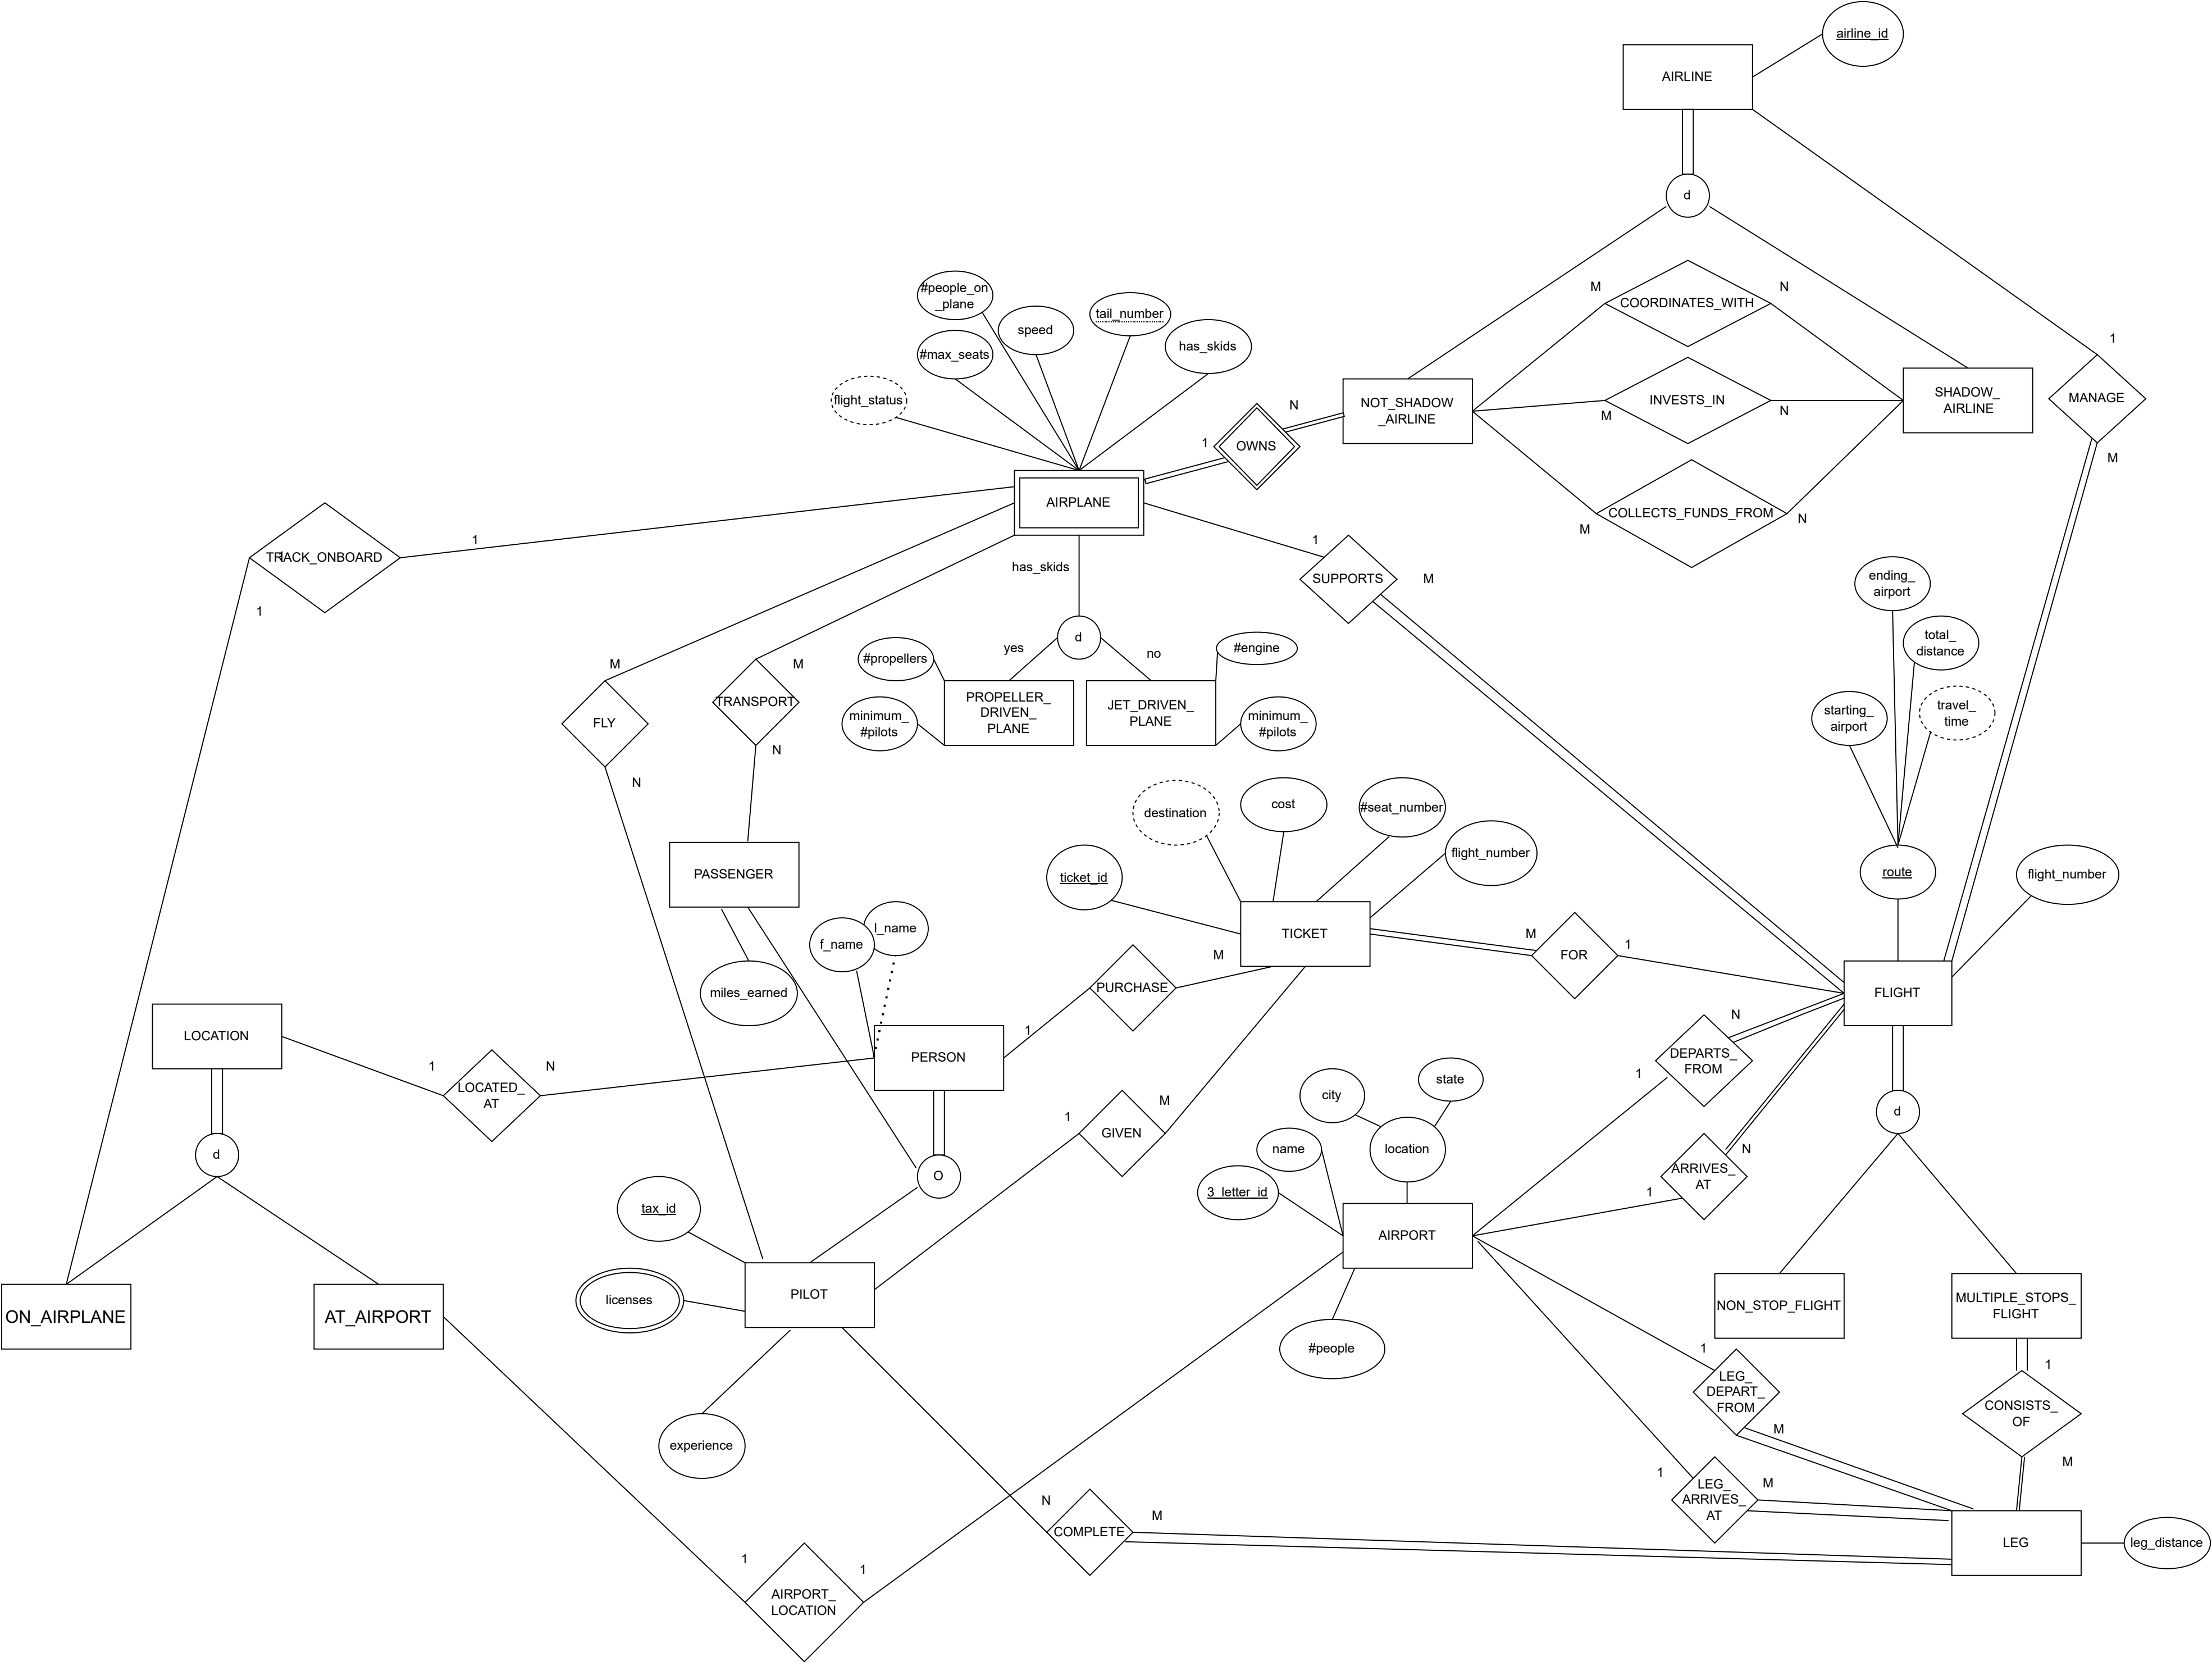 airline_id
AIRLINE
d
#people_on
_plane
speed
tail_number
has_skids
#max_seats
flight_status
M
COORDINATES_WITH
N
1
MANAGE
M
N
OWNS
1
NOT_SHADOW
_AIRLINE
M
INVESTS_IN
N
SHADOW_
AIRLINE
AIRPLANE
COLLECTS_FUNDS_FROM
M
N
TRACK_ONBOARD
1
1
1
has_skids
1
SUPPORTS
M
ending_
airport
total_
distance
travel_
time
starting_
airport
route
flight_number
M
FLY
N
M
TRANSPORT
N
d
yes
no
#propellers
minimum_
#pilots
PROPELLER_
DRIVEN_
PLANE
JET_DRIVEN_
PLANE
#engine
minimum_
#pilots
destination
cost
#seat_number
flight_number
ticket_id
TICKET
M
FOR
1
FLIGHT
PASSENGER
miles_earned
f_name
l_name
PERSON
1
PURCHASE
M
LOCATION
1
LOCATED_
AT
N
d
O
1
GIVEN
M
city
state
location
name
3_letter_id
AIRPORT
#people
N
DEPARTS_
FROM
1
N
ARRIVES_
AT
1
d
tax_id
licenses
PILOT
experience
ON_AIRPLANE
AT_AIRPORT
NON_STOP_FLIGHT
MULTIPLE_STOPS_
FLIGHT
1
LEG_
DEPART_
FROM
M
1
CONSISTS_
OF
M
1
LEG_
ARRIVES_
AT
M
N
COMPLETE
M
LEG
leg_distance
1
AIRPORT_
LOCATION
1